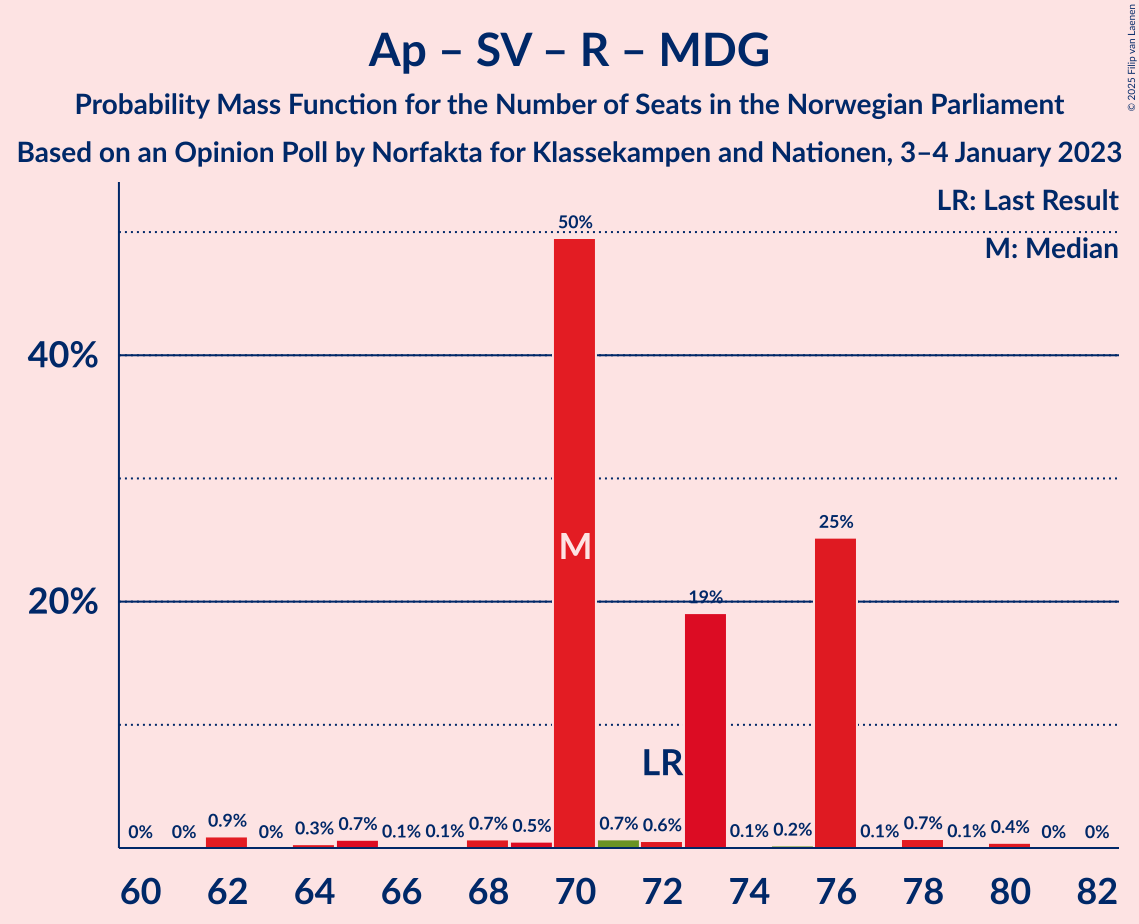 Ap – SV – R – MDG
Probability Mass Function for the Number of Seats in the Norwegian Parliament
Based on an Opinion Poll by Norfakta for Klassekampen and Nationen, 3–4 January 2023
© 2025 Filip van Laenen
LR: Last Result
M: Median
50%
40%
25%
M
20%
19%
LR
0% 0% 0.9% 0% 0.3% 0.7% 0.1% 0.1% 0.7% 0.5% 0.7% 0.6% 0.1% 0.2% 0.1% 0.7% 0.1% 0.4% 0% 0%
60 62 64 66 68 70 72 74 76 78 80 82